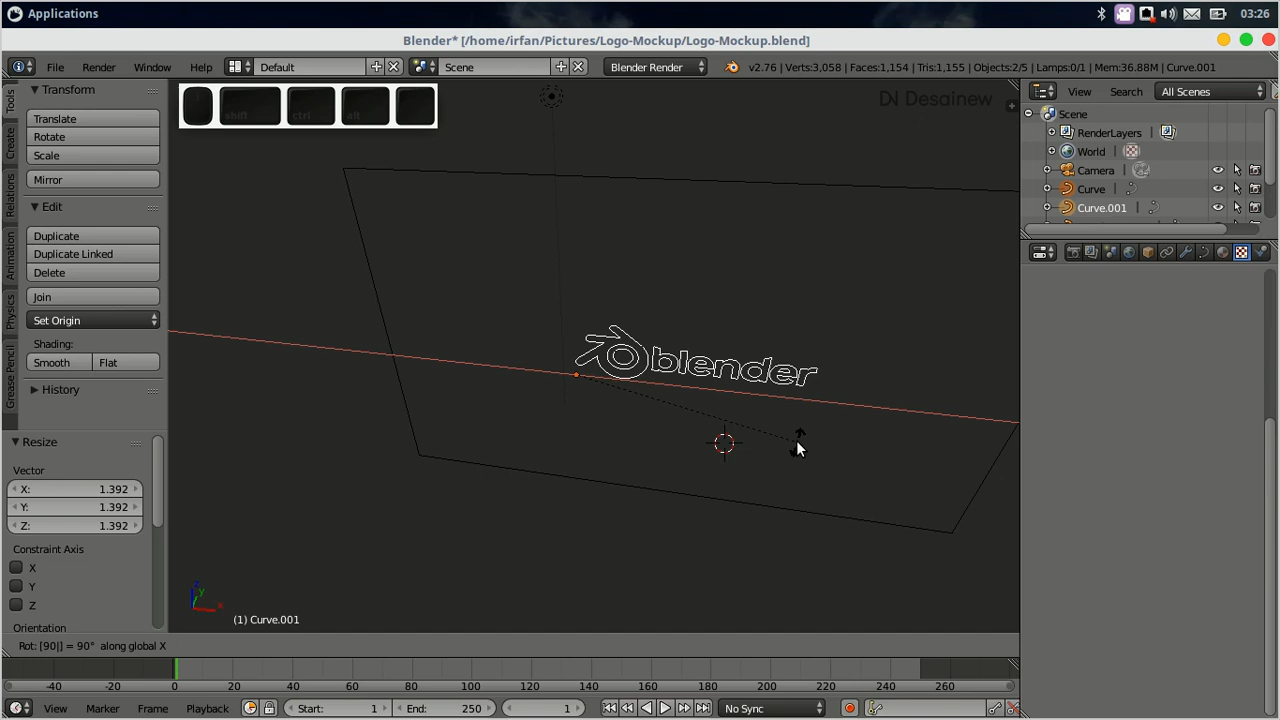 Applications
03:26
Blender* [/home/irfan/Pictures/Logo-Mockup/Logo-Mockup.blend]
File Render Window Help Default Scene Blender Render v2.76 | Verts:3,058 | Faces:1,154 | Tris:1,155 | Objects:2/5 | Lamps:0/1 | Mem:36.88M | Curve.001
Transform
Translate
Rotate
Scale
Mirror
Edit
Duplicate
Duplicate Linked
Delete
Join
Set Origin
Shading:
Smooth Flat
History
Tools
Create
Relations
Animation
Physics
Grease Pencil
Resize
Vector
X: 1.392
Y: 1.392
Z: 1.392
Constraint Axis
X
Y
Z
Orientation
shift ctrl alt
DN Desainew
blender
z
y
x
(1) Curve.001
View Search All Scenes
Scene
RenderLayers
World
Camera
Curve
Curve.001
Rot: [90|] = 90° along global X
-40 -20 0 20 40 60 80 100 120 140 160 180 200 220 240 260
View Marker Frame Playback Start: 1 End: 250 1 No Sync